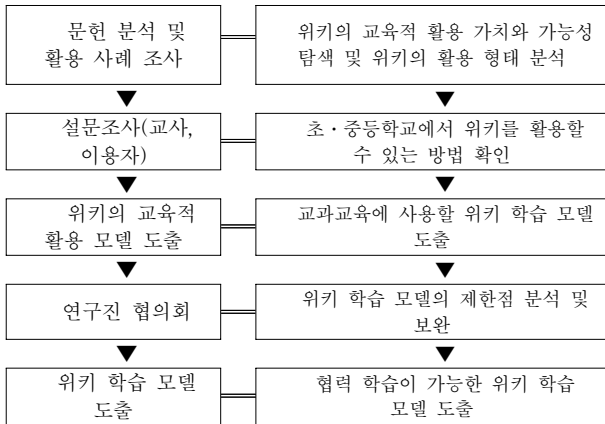 문헌 분석 및
활용 사례 조사
위키의 교육적 활용 가치와 가능성
탐색 및 위키의 활용 형태 분석
설문조사(교사,
이용자)
초・중등학교에서 위키를 활용할
수 있는 방법 확인
위키의 교육적
활용 모델 도출
교과교육에 사용할 위키 학습 모델
도출
연구진 협의회
위키 학습 모델의 제한점 분석 및
보완
위키 학습 모델
도출
협력 학습이 가능한 위키 학습
모델 도출